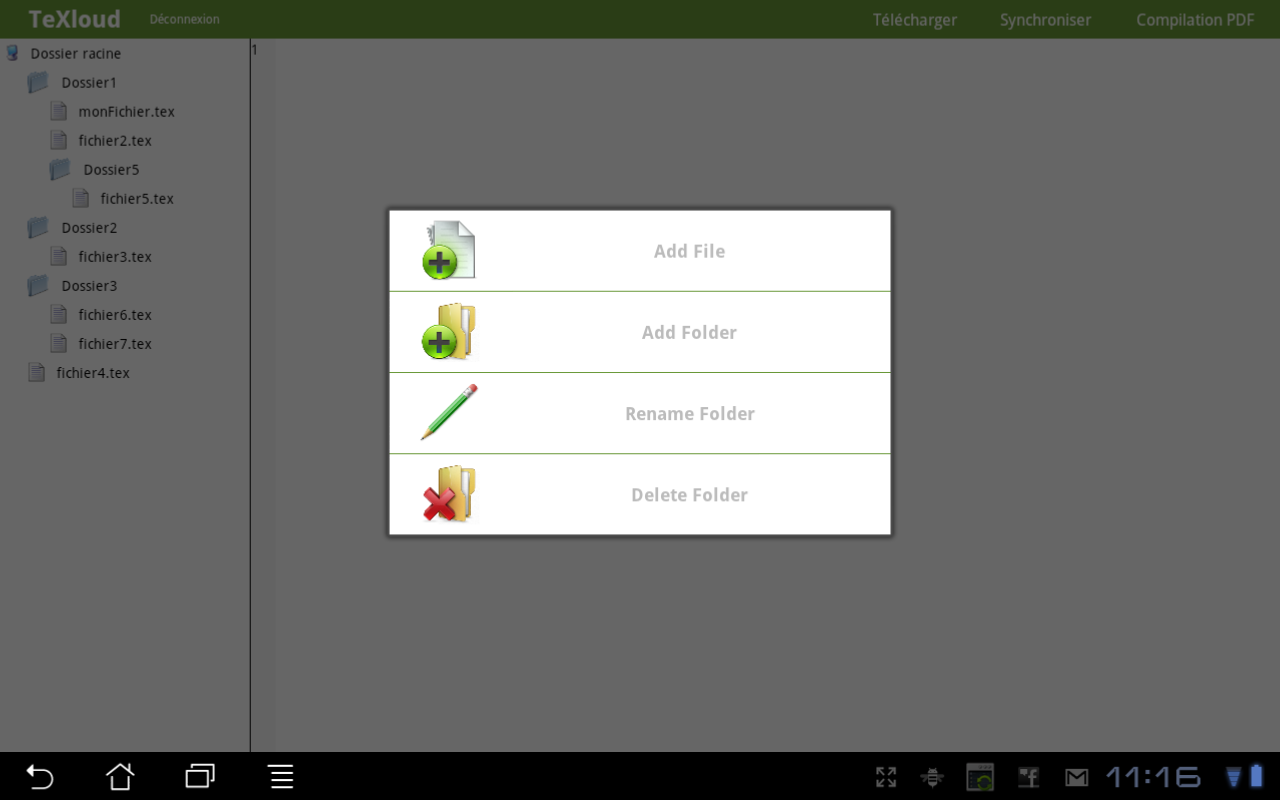 TeXloud Déconnexion Télécharger Synchroniser Compilation PDF
Dossier racine
1
Dossier1
monFichier.tex
fichier2.tex
Dossier5
fichier5.tex
Dossier2
fichier3.tex
Dossier3
fichier6.tex
fichier7.tex
fichier4.tex
Add File
Add Folder
Rename Folder
Delete Folder
11:16